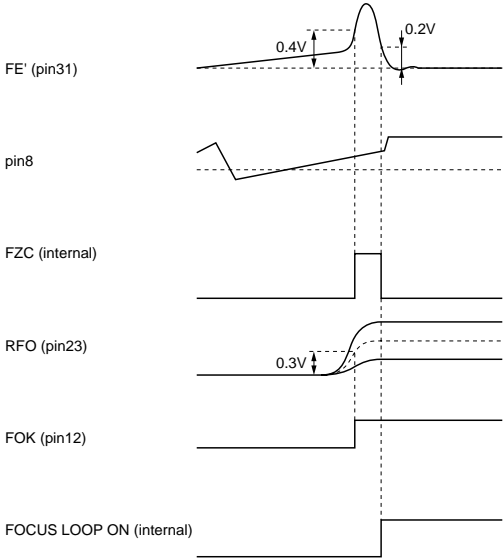 0.2V
0.4V
FE' (pin31)
pin8
FZC (internal)
RFO (pin23)
0.3V
FOK (pin12)
FOCUS LOOP ON (internal)